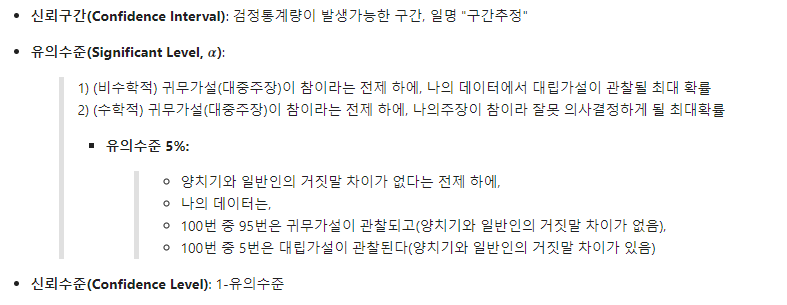 신뢰구간(Confidence Interval): 검정통계량이 발생가능한 구간, 일명 "구간추정"
유의수준(Significant Level, α):
1) (비수학적) 귀무가설(대중주장)이 참이라는 전제 하에, 나의 데이터에서 대립가설이 관찰될 최대 확률
2) (수학적) 귀무가설(대중주장)이 참이라는 전제 하에, 나의주장이 참이라 잘못 의사결정하게 될 최대확률
유의수준 5%:
양치기와 일반인의 거짓말 차이가 없다는 전제 하에,
나의 데이터는,
100번 중 95번은 귀무가설이 관찰되고(양치기와 일반인의 거짓말 차이가 없음),
100번 중 5번은 대립가설이 관찰된다(양치기와 일반인의 거짓말 차이가 있음)
신뢰수준(Confidence Level): 1-유의수준